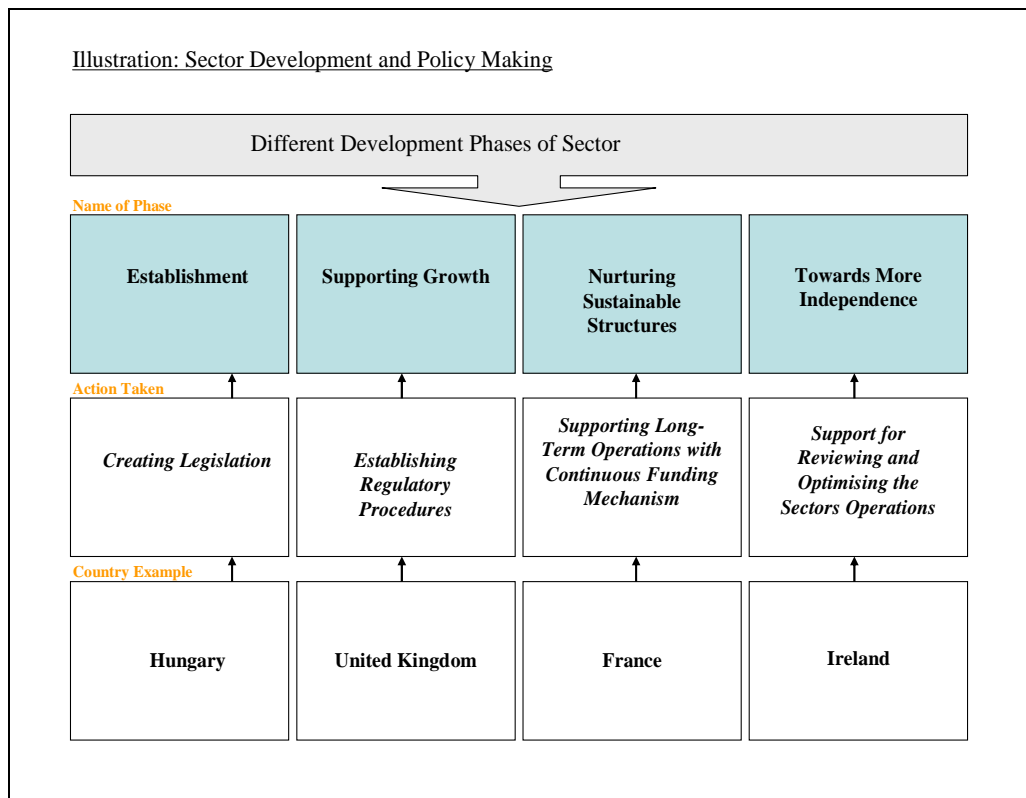 Illustration: Sector Development and Policy Making
Different Development Phases of Sector
Name of Phase
Establishment
Supporting Growth
Nurturing
Sustainable
Structures
Towards More
Independence
Action Taken
Creating Legislation
Establishing
Regulatory
Procedures
Supporting Long-
Term Operations with
Continuous Funding
Mechanism
Support for
Reviewing and
Optimising the
Sectors Operations
Country Example
Hungary
United Kingdom
France
Ireland